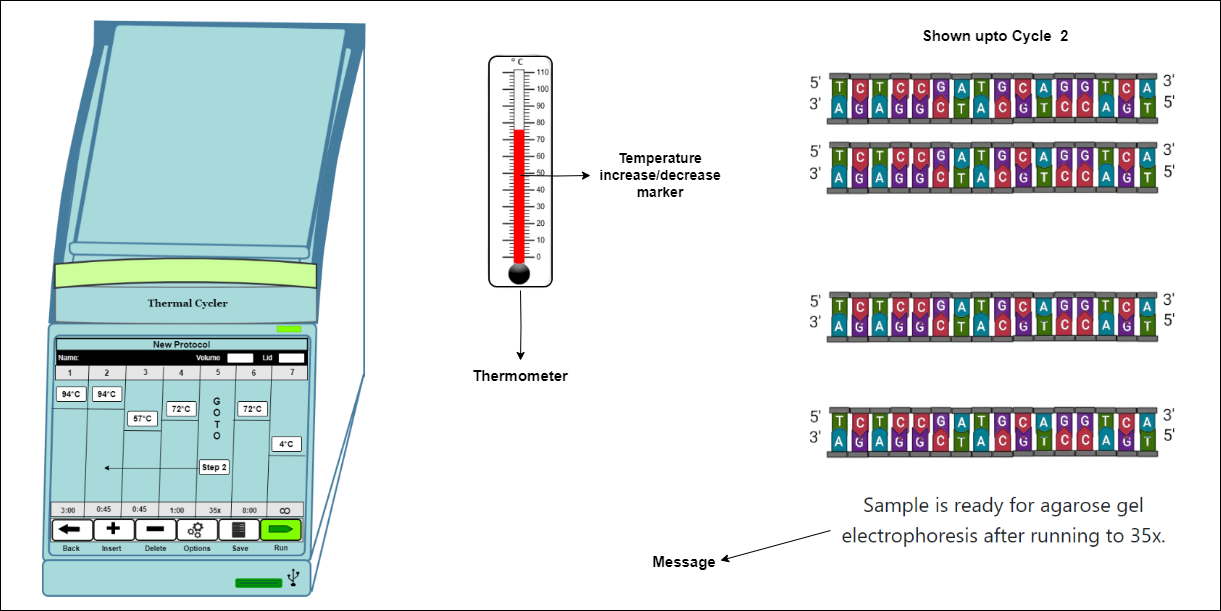 Shown upto Cycle 2
° C
110
100
90
80
70
60
50
40
30
20
10
0
Temperature
increase/decrease
marker
Thermometer
5' T C T C C G A T G C A G G T C A 3'
3' A G A G G C T A C G T C C A G T 5'
5' T C T C C G A T G C A G G T C A 3'
3' A G A G G C T A C G T C C A G T 5'
5' T C T C C G A T G C A G G T C A 3'
3' A G A G G C T A C G T C C A G T 5'
5' T C T C C G A T G C A G G T C A 3'
3' A G A G G C T A C G T C C A G T 5'
Thermal Cycler
New Protocol
Name: Volume Lid
1 2 3 4 5 6 7
94°C 94°C 57°C 72°C GOTO 72°C 4°C
Step 2
3:00 0:45 0:45 1:00 35x 8:00 ∞
Back Insert Delete Options Save Run
Sample is ready for agarose gel
electrophoresis after running to 35x.
Message